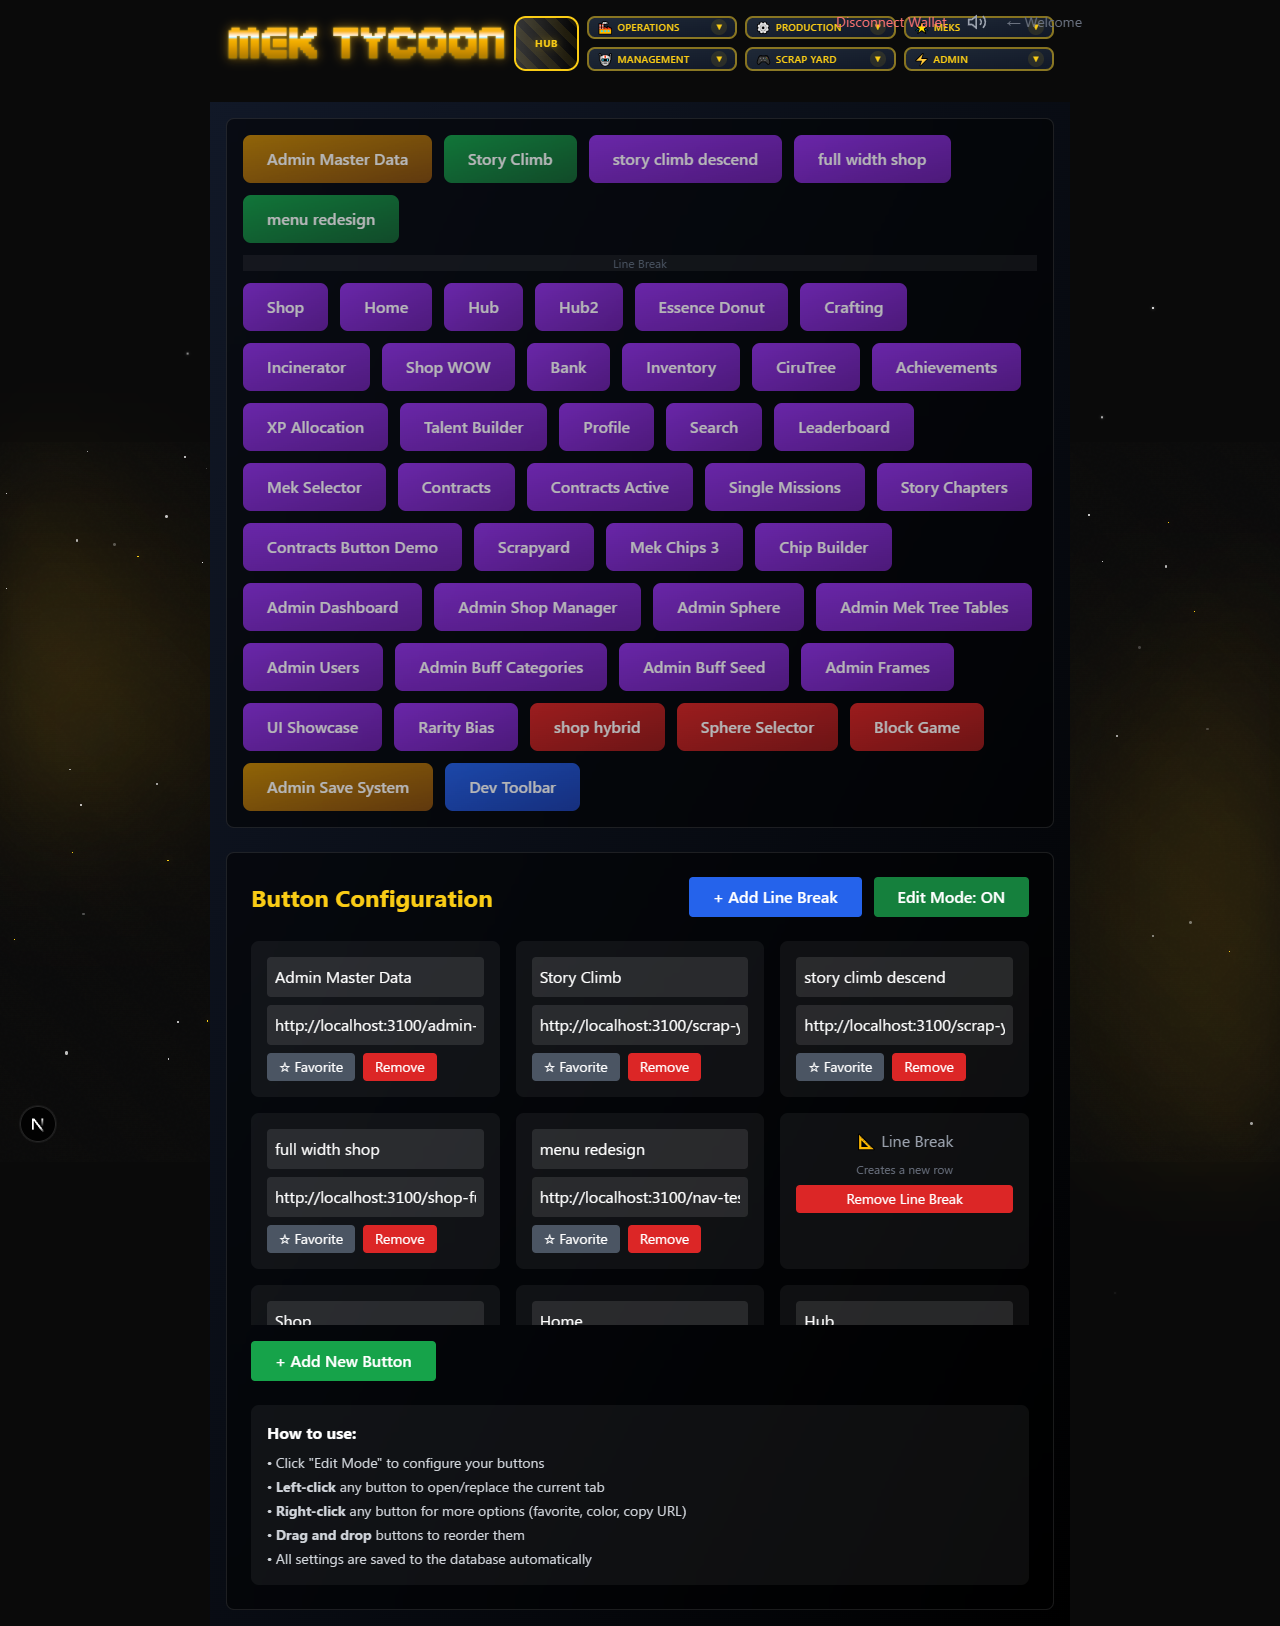 MEK TYCOON
HUB
OPERATIONS
PRODUCTION
MEKS
Disconnect Wallet
← Welcome
MANAGEMENT
SCRAP YARD
ADMIN
Admin Master Data
Story Climb
story climb descend
full width shop
menu redesign
Line Break
Shop
Home
Hub
Hub2
Essence Donut
Crafting
Incinerator
Shop WOW
Bank
Inventory
CiruTree
Achievements
XP Allocation
Talent Builder
Profile
Search
Leaderboard
Mek Selector
Contracts
Contracts Active
Single Missions
Story Chapters
Contracts Button Demo
Scrapyard
Mek Chips 3
Chip Builder
Admin Dashboard
Admin Shop Manager
Admin Sphere
Admin Mek Tree Tables
Admin Users
Admin Buff Categories
Admin Buff Seed
Admin Frames
UI Showcase
Rarity Bias
shop hybrid
Sphere Selector
Block Game
Admin Save System
Dev Toolbar
Button Configuration
+ Add Line Break
Edit Mode: ON
Admin Master Data
http://localhost:3100/admin-
☆ Favorite
Remove
Story Climb
http://localhost:3100/scrap-y
☆ Favorite
Remove
story climb descend
http://localhost:3100/scrap-y
☆ Favorite
Remove
full width shop
http://localhost:3100/shop-fu
☆ Favorite
Remove
menu redesign
http://localhost:3100/nav-tes
☆ Favorite
Remove
📐 Line Break
Creates a new row
Remove Line Break
Shop
Home
Hub
+ Add New Button
How to use:
• Click "Edit Mode" to configure your buttons
• Left-click any button to open/replace the current tab
• Right-click any button for more options (favorite, color, copy URL)
• Drag and drop buttons to reorder them
• All settings are saved to the database automatically
N